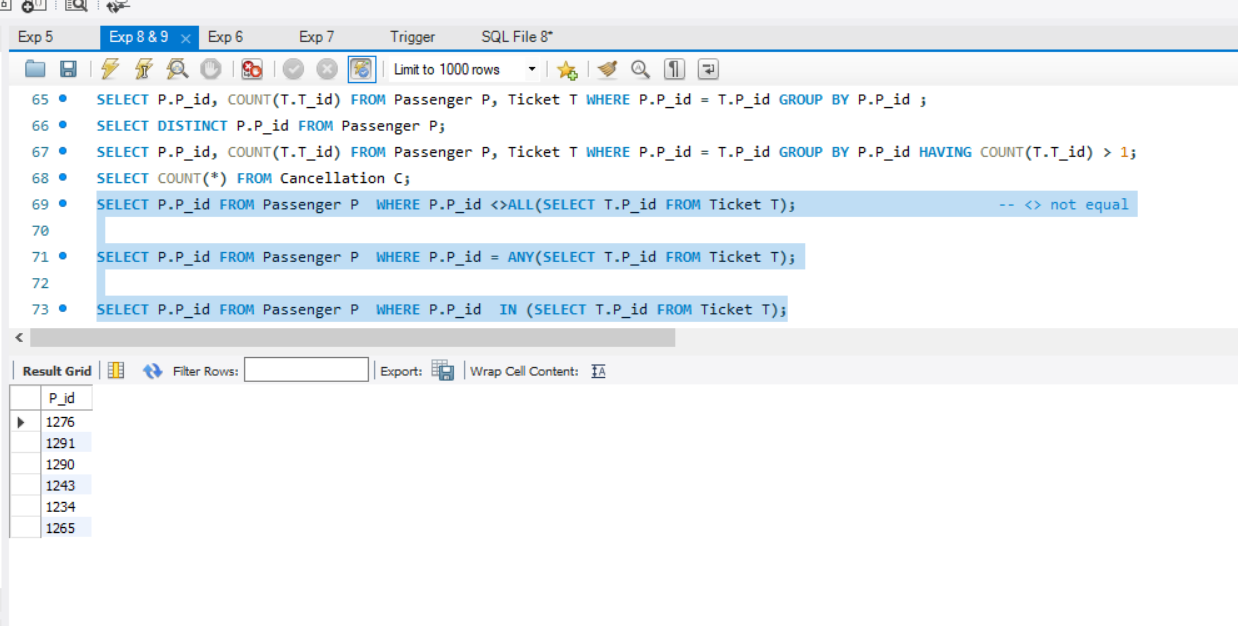 Exp 5 Exp 8 & 9 × Exp 6 Exp 7 Trigger SQL File 8*
Limit to 1000 rows
65 SELECT P.P_id, COUNT(T.T_id) FROM Passenger P, Ticket T WHERE P.P_id = T.P_id GROUP BY P.P_id ;
66 SELECT DISTINCT P.P_id FROM Passenger P;
67 SELECT P.P_id, COUNT(T.T_id) FROM Passenger P, Ticket T WHERE P.P_id = T.P_id GROUP BY P.P_id HAVING COUNT(T.T_id) > 1;
68 SELECT COUNT(*) FROM Cancellation C;
69 SELECT P.P_id FROM Passenger P  WHERE P.P_id <>ALL(SELECT T.P_id FROM Ticket T); -- <> not equal
70
71 SELECT P.P_id FROM Passenger P  WHERE P.P_id = ANY(SELECT T.P_id FROM Ticket T);
72
73 SELECT P.P_id FROM Passenger P  WHERE P.P_id  IN (SELECT T.P_id FROM Ticket T);
Result Grid Filter Rows: Export: Wrap Cell Content:
P_id
1276
1291
1290
1243
1234
1265